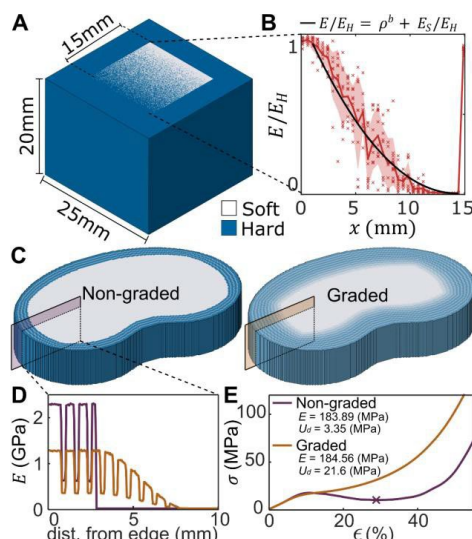 A
15mm
20mm
25mm
Soft
Hard
B
E/E_H = ρ^b + E_S/E_H
1
E/E_H
0
0 5 10 15
x (mm)
C
Non-graded
Graded
D
2
1
0
E (GPa)
0 5 10
dist. from edge (mm)
E
Non-graded
E = 183.89 (MPa)
U_d = 3.35 (MPa)
Graded
E = 184.56 (MPa)
U_d = 21.6 (MPa)
100
50
0
σ (MPa)
0 20 40
ϵ(%)